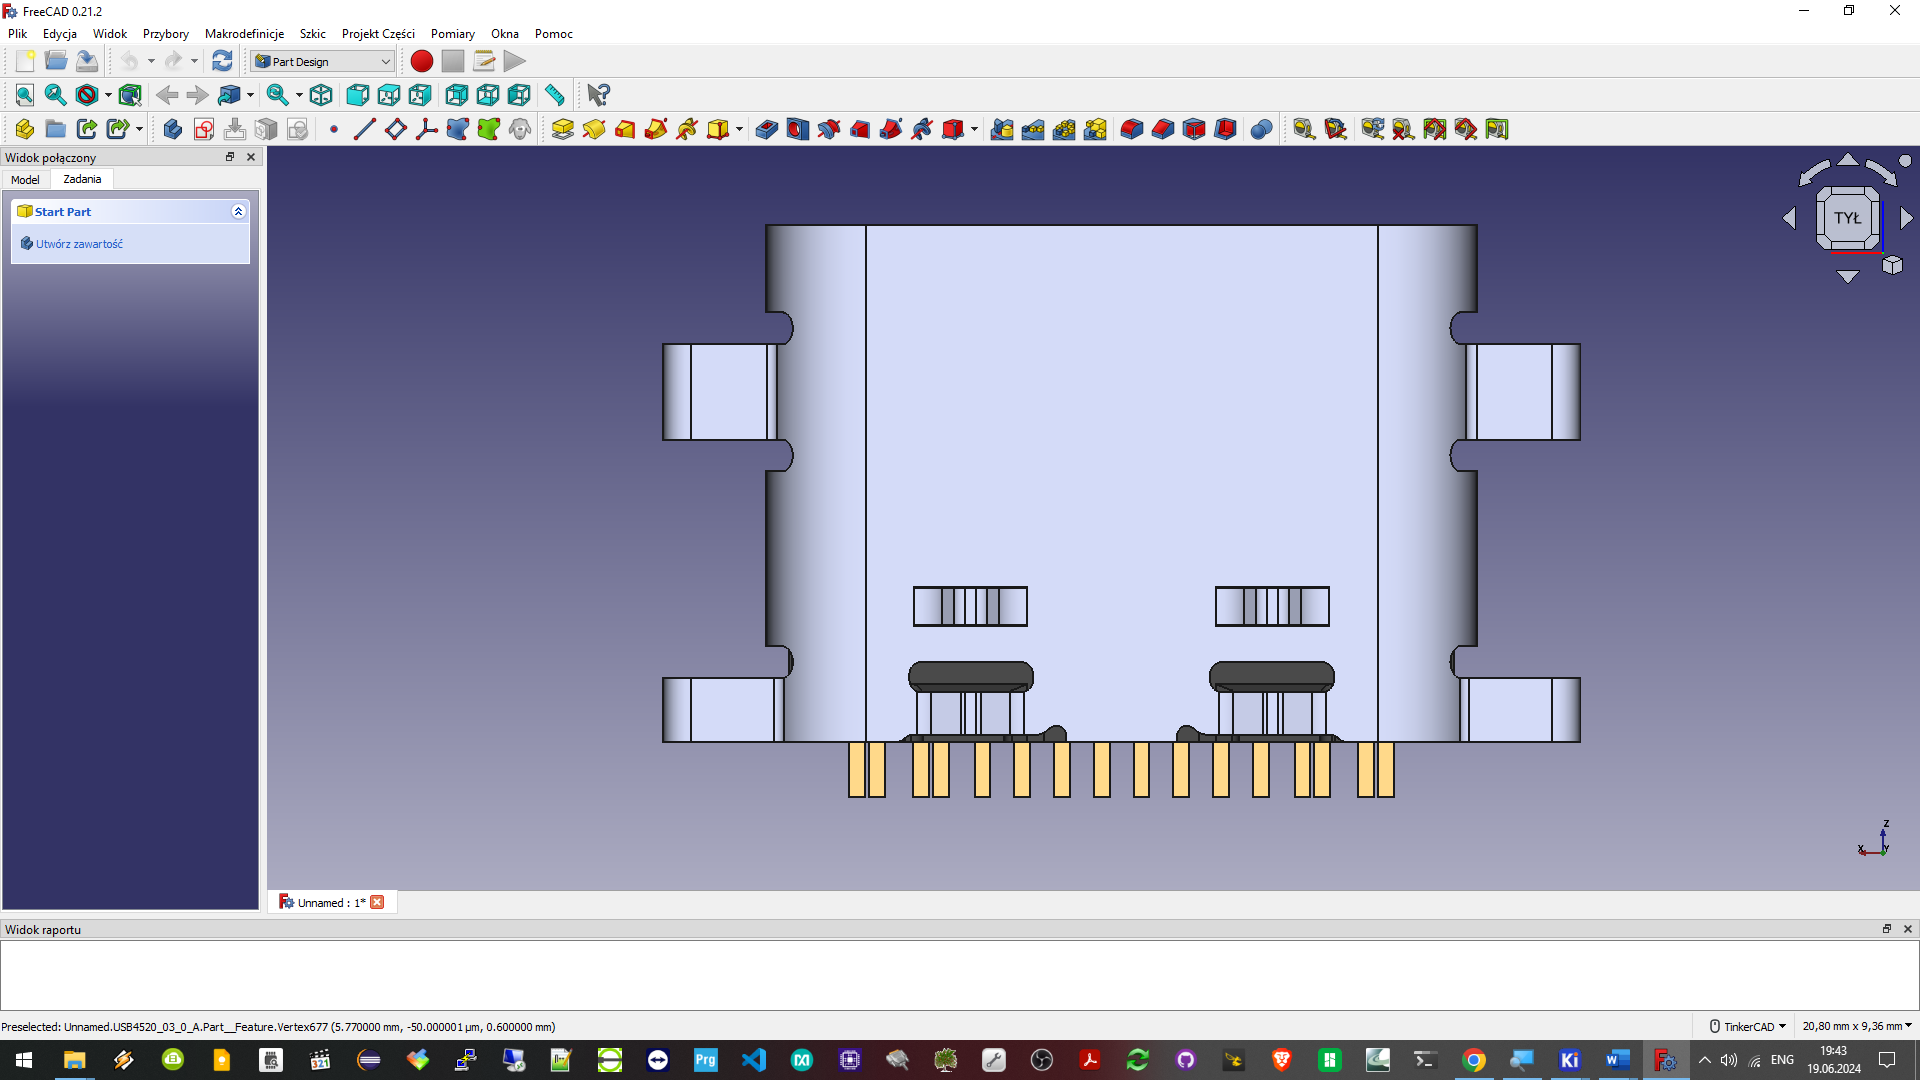 FreeCAD 0.21.2
Plik Edycja Widok Przybory Makrodefinicje Szkic Projekt Części Pomiary Okna Pomoc
Part Design
Widok połączony
Model Zadania
Start Part
Utwórz zawartość
TYŁ
Z
X
Y
Unnamed : 1*
Widok raportu
Preselected: Unnamed.USB4520_03_0_A.Part__Feature.Vertex677 (5.770000 mm, -50.000001 µm, 0.600000 mm)
TinkerCAD
20,80 mm x 9,36 mm
321
Prg
Ki
W
ENG
19:43
19.06.2024